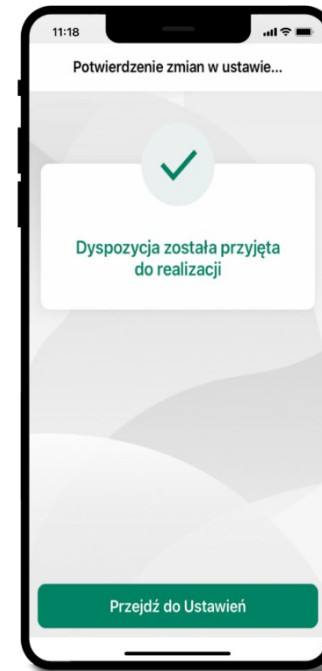 11:18
Potwierdzenie zmian w ustawie...
Dyspozycja została przyjęta
do realizacji
Przejdź do Ustawień